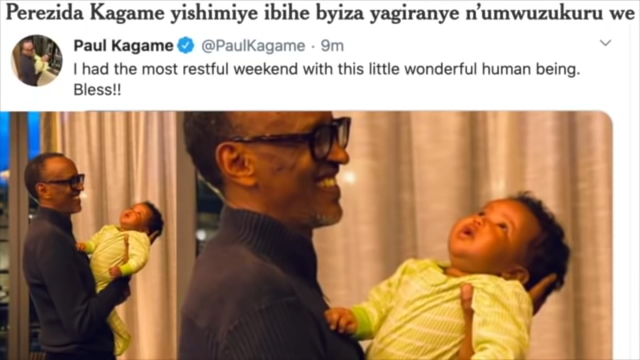 Perezida Kagame yishimiye ibihe byiza yagiranye n'umwuzukuru we
Paul Kagame @PaulKagame · 9m
I had the most restful weekend with this little wonderful human being.
Bless!!